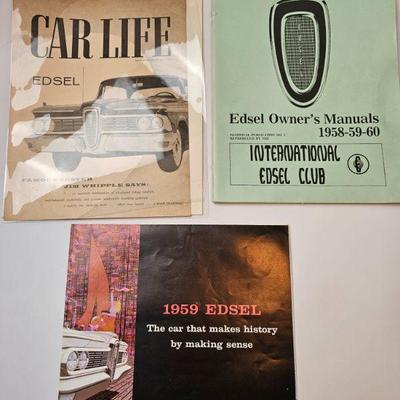 CAR LIFE
EDSEL
FAMOUS TESTER
JIM WHIPPLE SAYS:
Edsel Owner's Manuals
1958-59-60
INTERNATIONAL
EDSEL CLUB
1959 EDSEL
The car that makes history
by making sense